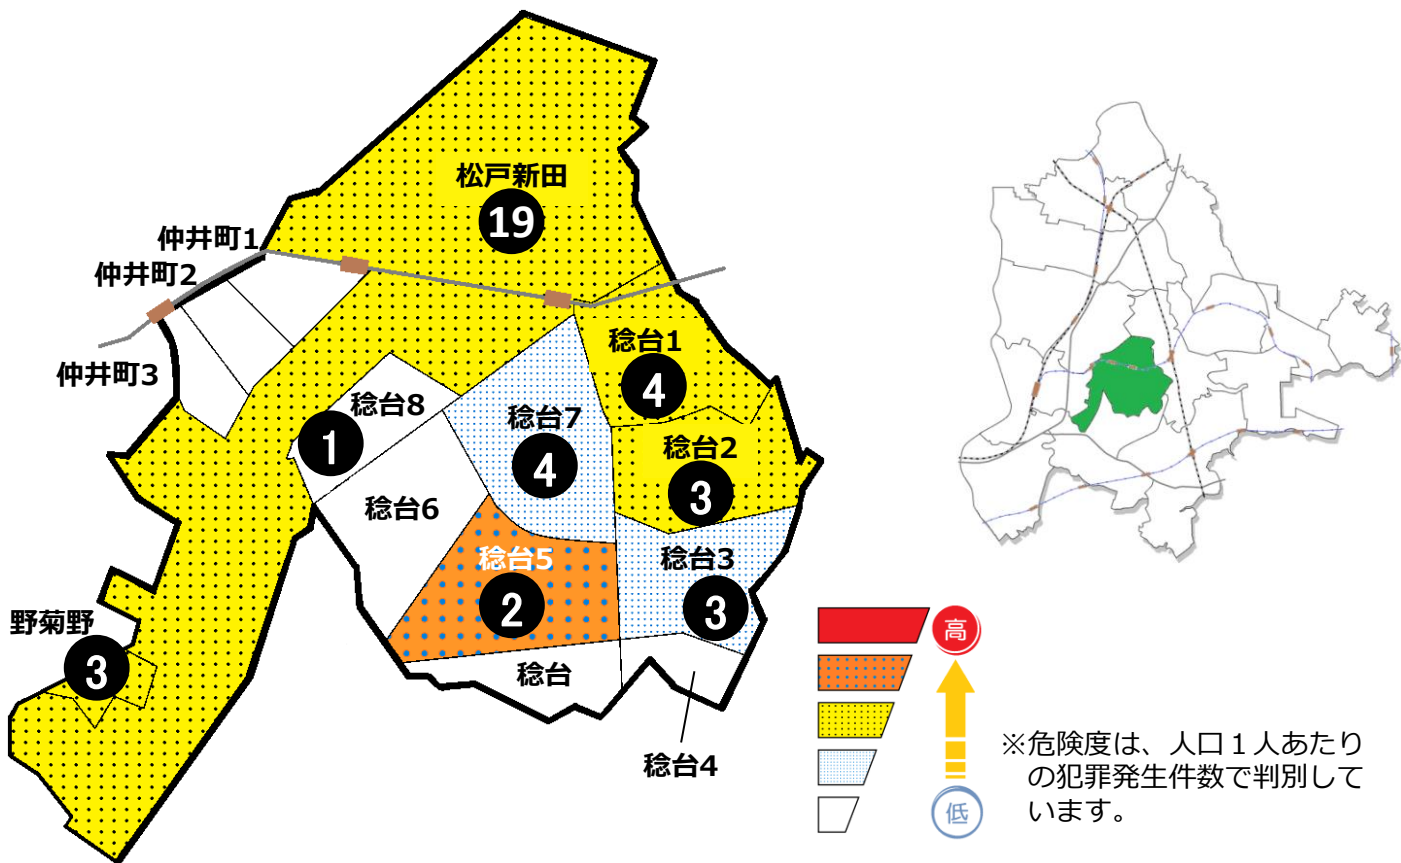 松戸新田
19
仲井町1
仲井町2
仲井町3
稔台1
4
稔台8
1
稔台7
4
稔台2
3
稔台6
稔台5
2
稔台3
3
野菊野
3
稔台
稔台4
高
低
※危険度は、人口１人あたり
の犯罪発生件数で判別して
います。